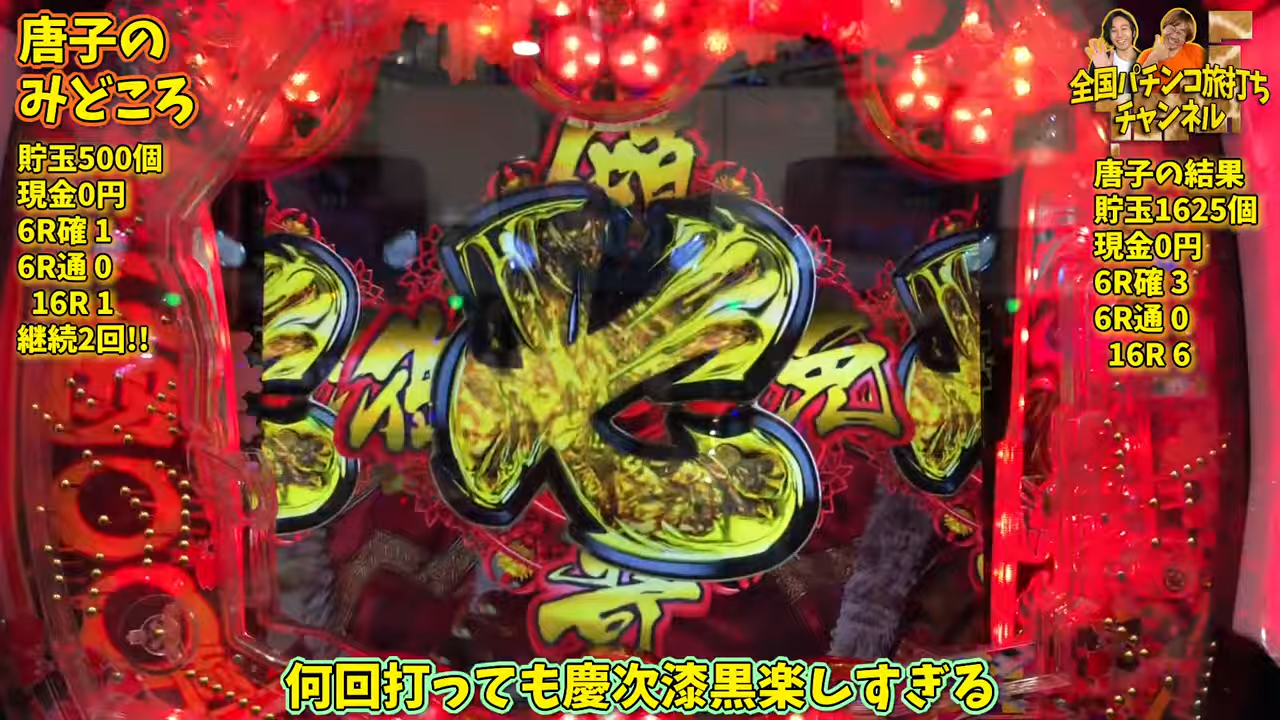 唐子の
みどころ
貯玉500個
現金0円
6R確 1
6R通 0
16R 1
継続2回!!
全国パチンコ旅打ち
チャンネル
唐子の結果
貯玉1625個
現金0円
6R確 3
6R通 0
16R 6
七
何回打っても慶次漆黒楽しすぎる